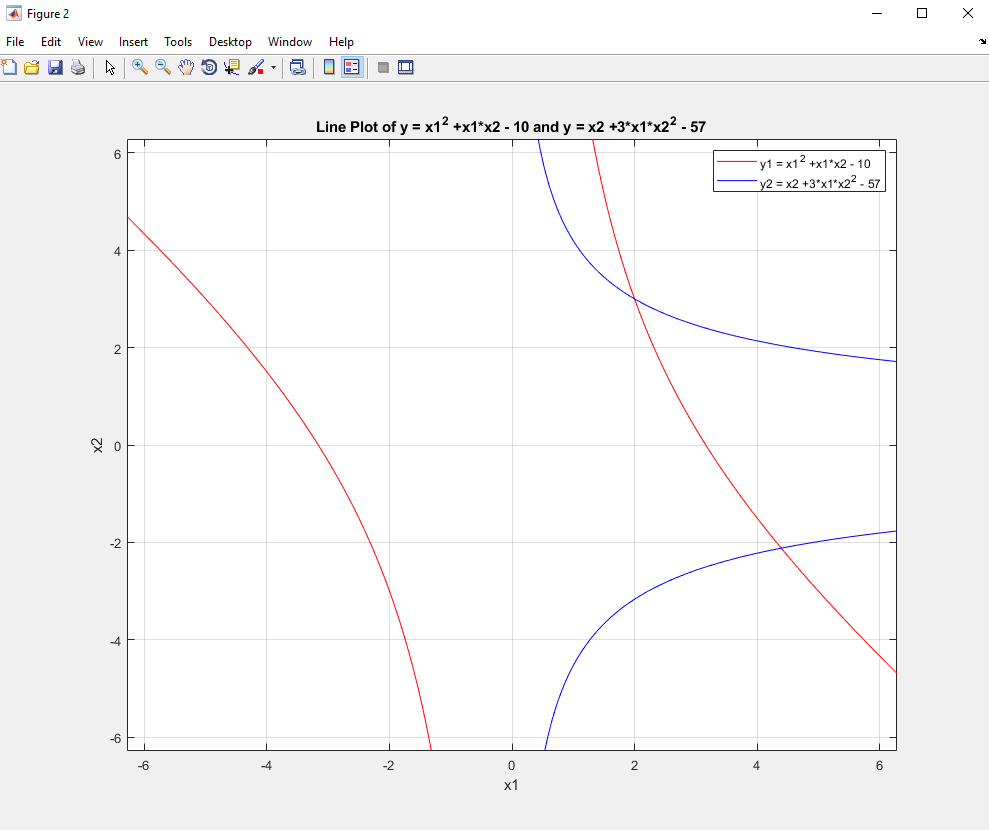 Figure 2
File Edit View Insert Tools Desktop Window Help
Line Plot of y = x1² +x1*x2 - 10 and y = x2 +3*x1*x2² - 57
y1 = x1² +x1*x2 - 10
y2 = x2 +3*x1*x2² - 57
6
4
2
0
-2
-4
-6
x2
-6 -4 -2 0 2 4 6
x1